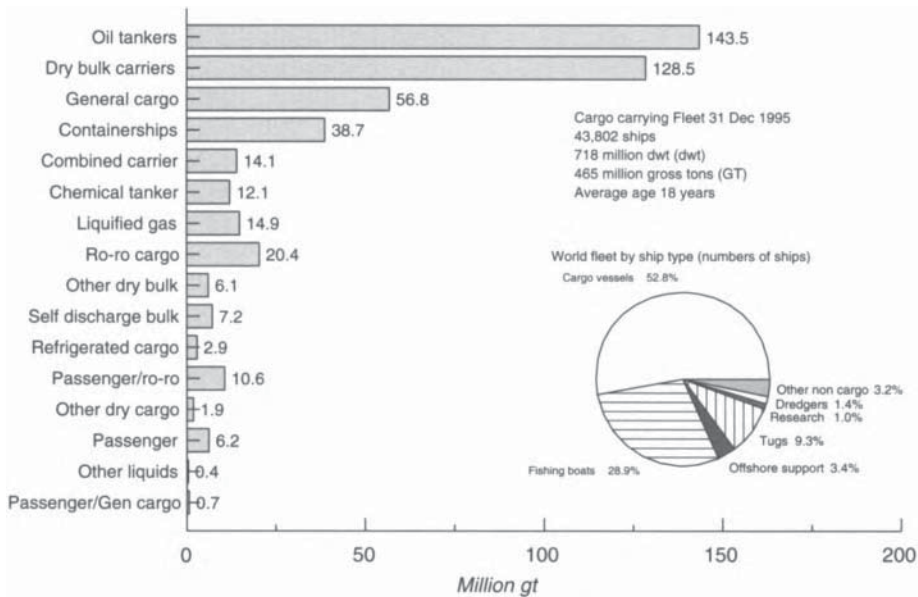 Oil tankers 143.5
Dry bulk carriers 128.5
General cargo 56.8
Containerships 38.7
Combined carrier 14.1
Chemical tanker 12.1
Liquified gas 14.9
Ro-ro cargo 20.4
Other dry bulk 6.1
Self discharge bulk 7.2
Refrigerated cargo 2.9
Passenger/ro-ro 10.6
Other dry cargo 1.9
Passenger 6.2
Other liquids 0.4
Passenger/Gen cargo 0.7
0 50 100 150 200
Million gt
Cargo carrying Fleet 31 Dec 1995
43,802 ships
718 million dwt (dwt)
465 million gross tons (GT)
Average age 18 years
World fleet by ship type (numbers of ships)
Cargo vessels 52.8%
Other non cargo 3.2%
Dredgers 1.4%
Research 1.0%
Tugs 9.3%
Offshore support 3.4%
Fishing boats 28.9%